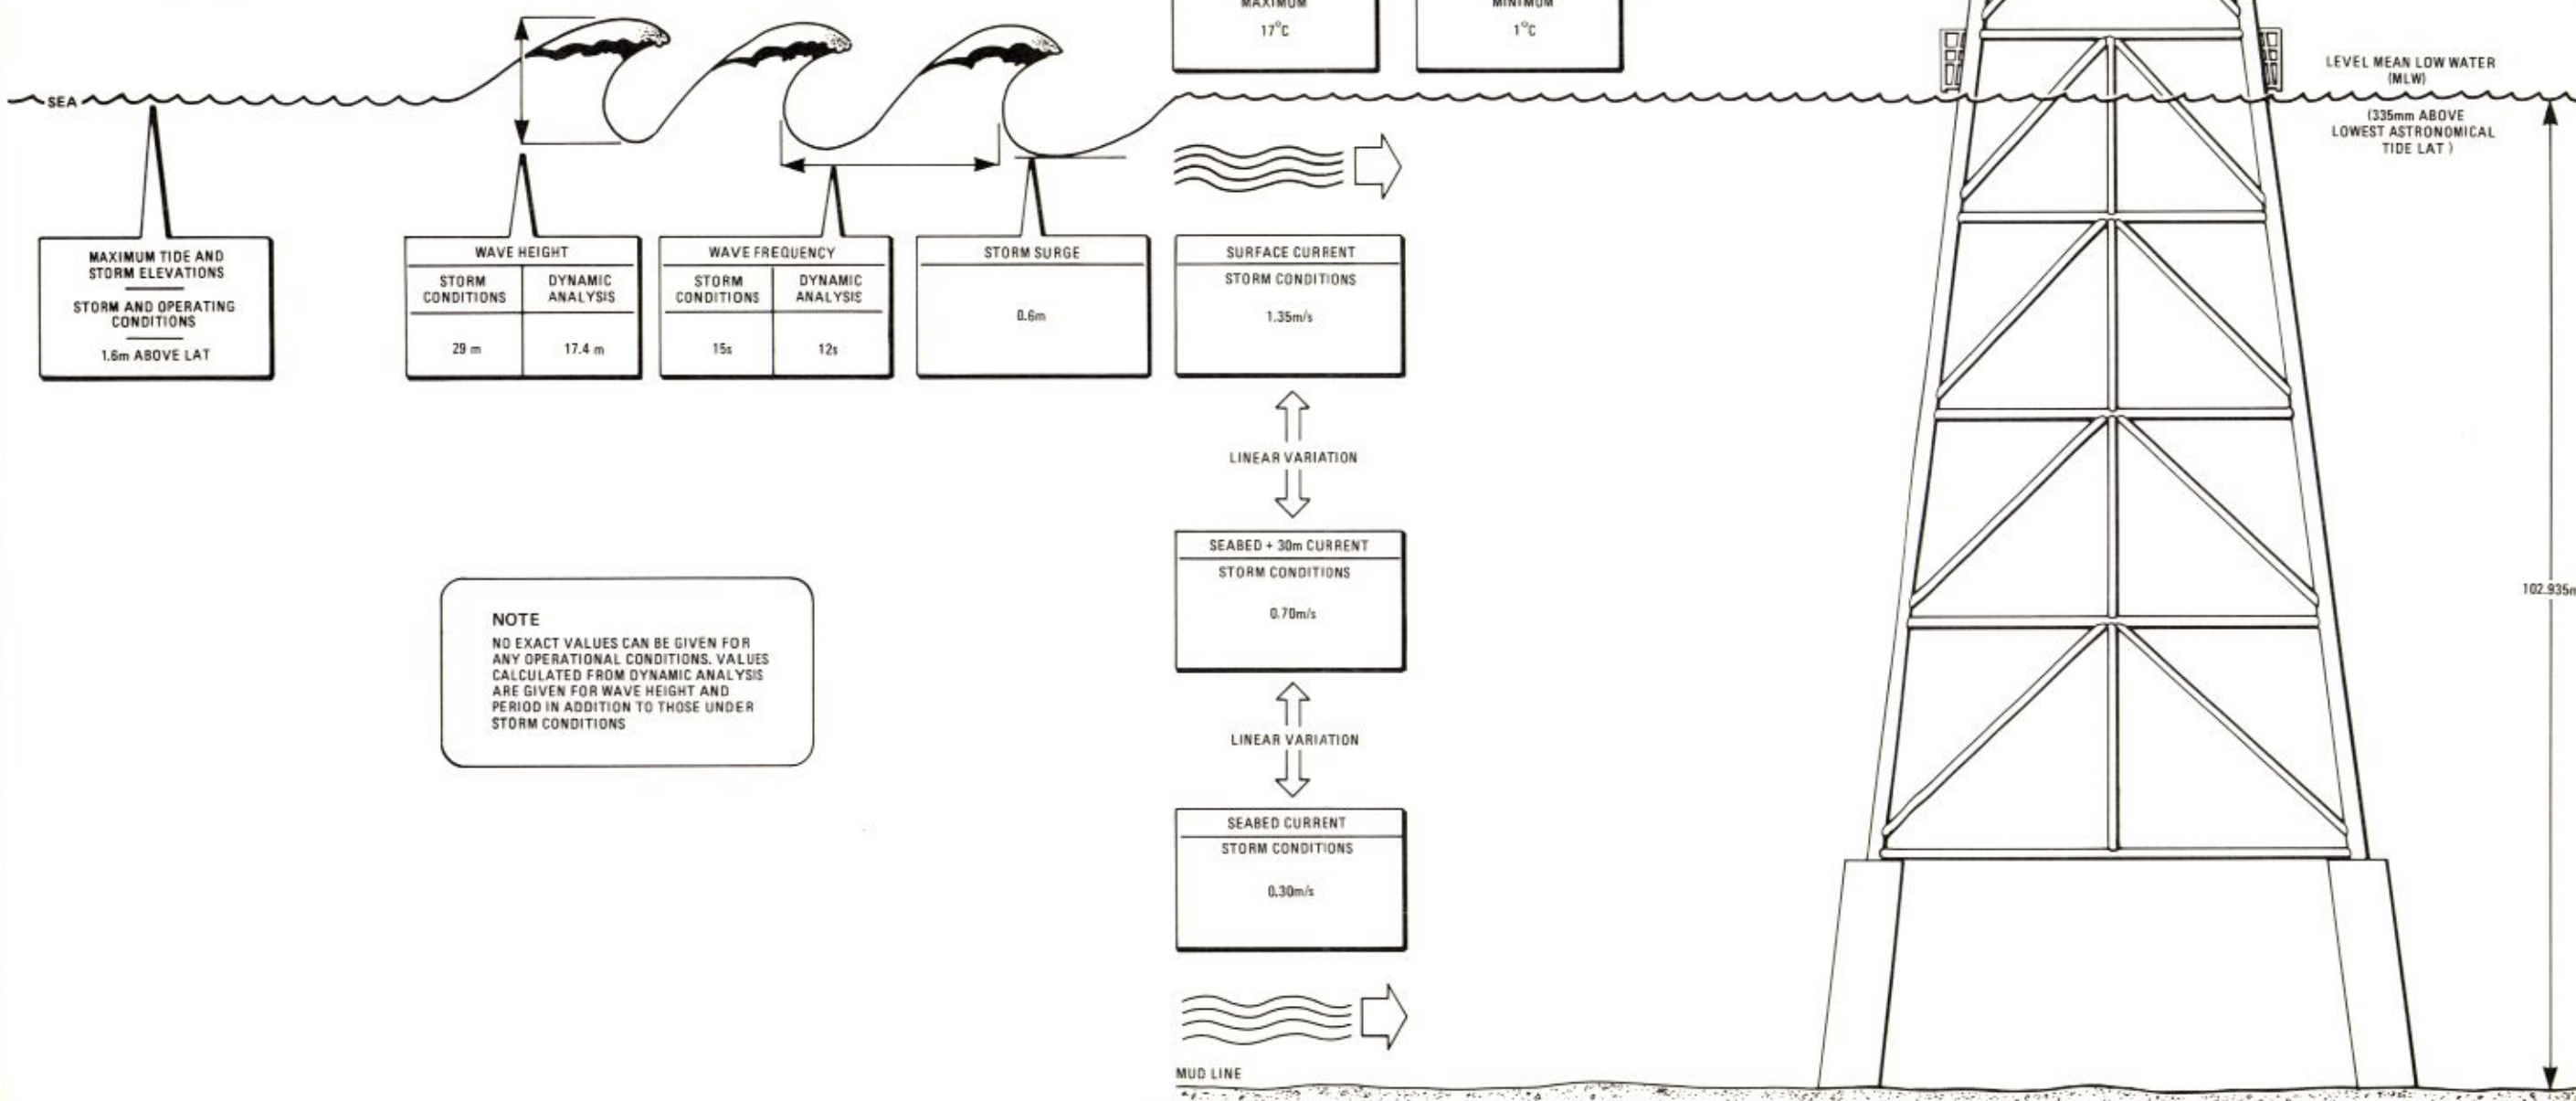 MAXIMUM
17°C
MINIMUM
1°C
LEVEL MEAN LOW WATER
(MLW)
SEA
(335mm ABOVE
LOWEST ASTRONOMICAL
TIDE LAT )
MAXIMUM TIDE AND
STORM ELEVATIONS
STORM AND OPERATING
CONDITIONS
1.6m ABOVE LAT
WAVE HEIGHT
STORM
CONDITIONS
DYNAMIC
ANALYSIS
29 m
17.4 m
WAVE FREQUENCY
STORM
CONDITIONS
DYNAMIC
ANALYSIS
15s
12s
STORM SURGE
0.6m
SURFACE CURRENT
STORM CONDITIONS
1.35m/s
LINEAR VARIATION
SEABED + 30m CURRENT
STORM CONDITIONS
0.70m/s
102.935m
NOTE
NO EXACT VALUES CAN BE GIVEN FOR
ANY OPERATIONAL CONDITIONS. VALUES
CALCULATED FROM DYNAMIC ANALYSIS
ARE GIVEN FOR WAVE HEIGHT AND
PERIOD IN ADDITION TO THOSE UNDER
STORM CONDITIONS
LINEAR VARIATION
SEABED CURRENT
STORM CONDITIONS
0.30m/s
MUD LINE